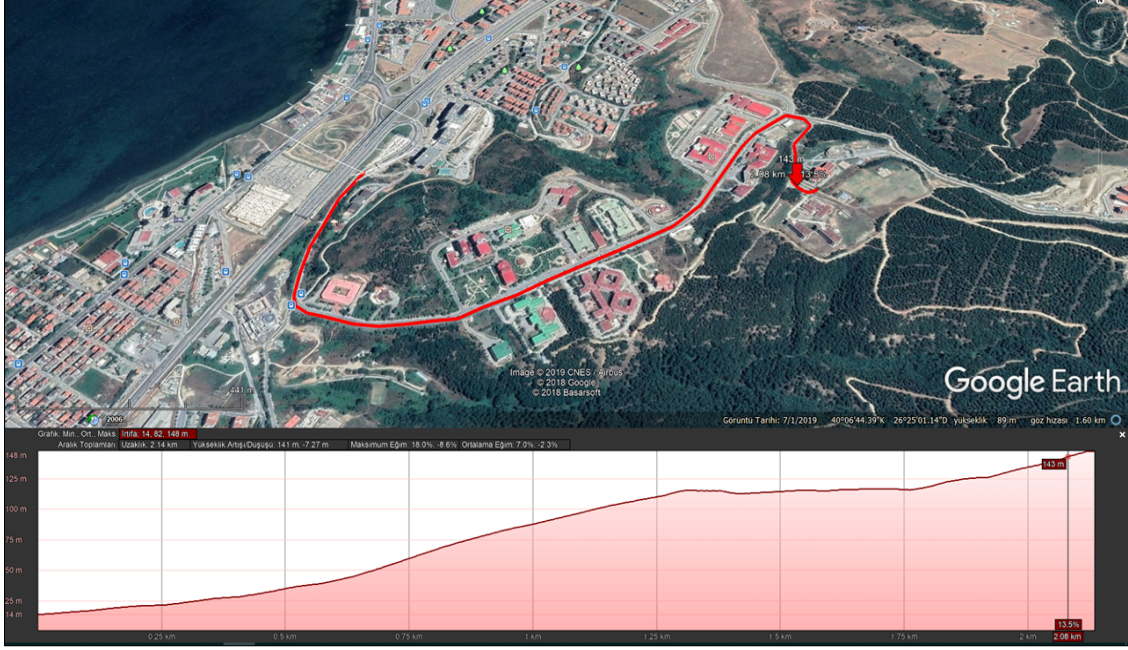 143 m
2.08 km 13.5%
Image © 2019 CNES / Airbus
© 2018 Google
© 2018 Basarsoft
Google Earth
441 m
2006
Görüntü Tarihi: 7/1/2019 40°06'44.39"K 26°25'01.14"D yükseklik 89 m göz hizası 1.60 km
Grafik: Min., Ort., Maks. İrtifa: 14, 82, 148 m
Aralık Toplamları: Uzaklık: 2.14 km Yükseklik Artışı/Düşüşü: 141 m, -7.27 m Maksimum Eğim: 18.0%, -8.6% Ortalama Eğim: 7.0%, -2.3%
148 m
143 m
125 m
100 m
75 m
50 m
25 m
14 m
13.5%
0.25 km 0.5 km 0.75 km 1 km 1.25 km 1.5 km 1.75 km 2 km 2.08 km